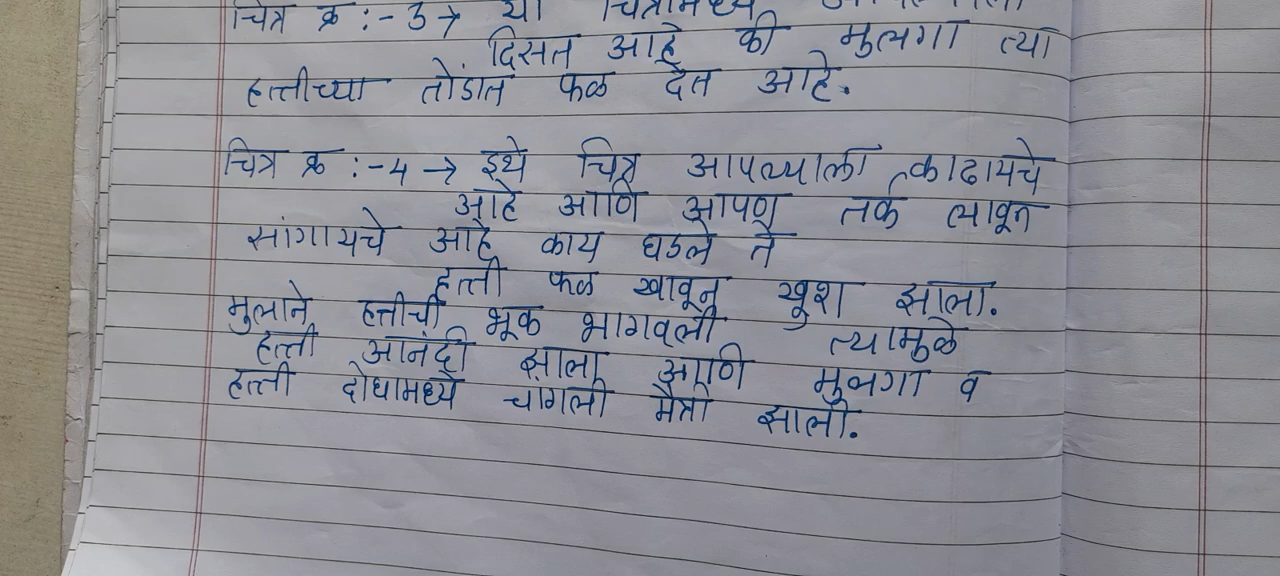 चित्र क्र :- 3 → या चित्रामध्ये
दिसत आहे की मुलगा त्या
हत्तीच्या तोंडात फळ देत आहे.
चित्र क्र :- 4 → इथे चित्र आपल्याला काढायचे
आहे आणि आपण तर्क लावून
सांगायचे आहे काय घडले ते
हत्ती फळ खावून खूश झाला.
मुलाने हत्तीची भूक भागवली त्यामुळे
हत्ती आनंदी झाला आणि मुलगा व
हत्ती दोघामध्ये चांगली मैत्री झाली.